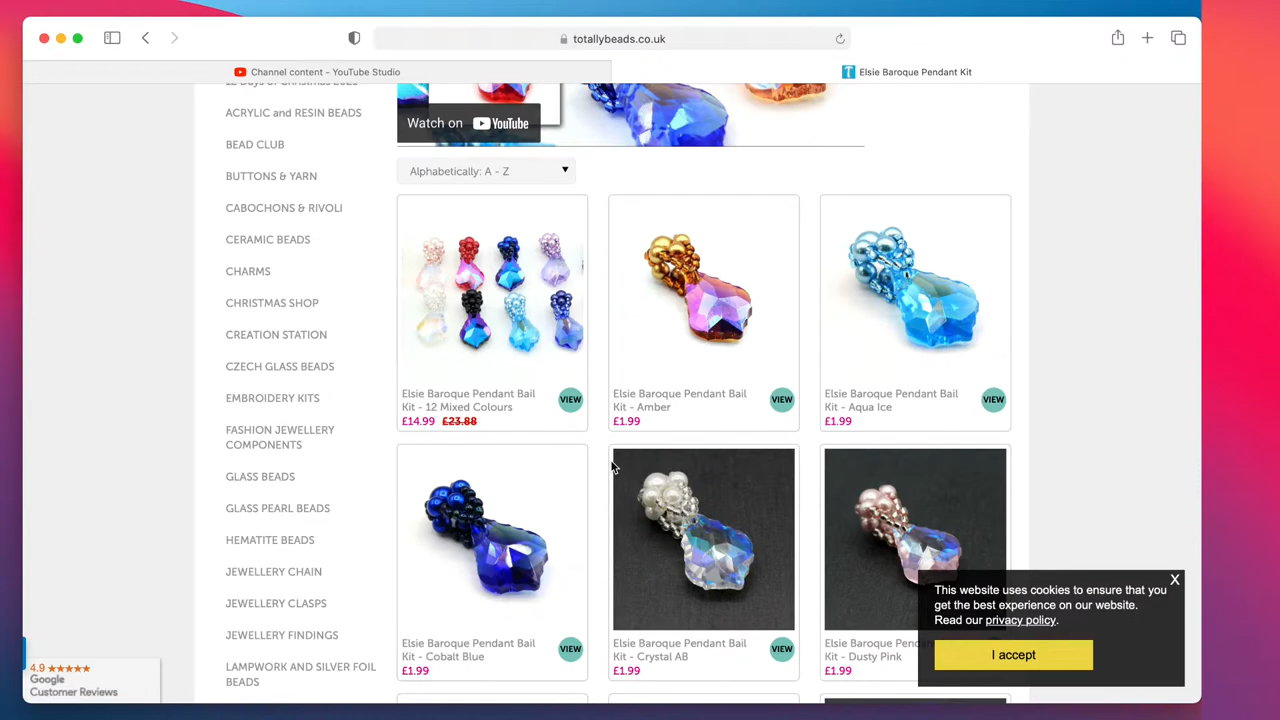 totallybeads.co.uk
Channel content - YouTube Studio
Elsie Baroque Pendant Kit
ACRYLIC and RESIN BEADS
BEAD CLUB
BUTTONS & YARN
CABOCHONS & RIVOLI
CERAMIC BEADS
CHARMS
CHRISTMAS SHOP
CREATION STATION
CZECH GLASS BEADS
EMBROIDERY KITS
FASHION JEWELLERY
COMPONENTS
GLASS BEADS
GLASS PEARL BEADS
HEMATITE BEADS
JEWELLERY CHAIN
JEWELLERY CLASPS
JEWELLERY FINDINGS
LAMPWORK AND SILVER FOIL
BEADS
Watch on YouTube
Alphabetically: A - Z
Elsie Baroque Pendant Bail
Kit - 12 Mixed Colours
£14.99 £23.88
VIEW
Elsie Baroque Pendant Bail
Kit - Amber
£1.99
VIEW
Elsie Baroque Pendant Bail
Kit - Aqua Ice
£1.99
VIEW
Elsie Baroque Pendant Bail
Kit - Cobalt Blue
£1.99
VIEW
Elsie Baroque Pendant Bail
Kit - Crystal AB
£1.99
VIEW
Elsie Baroque
Kit - Dusty Pink
£1.99
X
This website uses cookies to ensure that you
get the best experience on our website.
Read our privacy policy.
I accept
4.9
Google
Customer Reviews